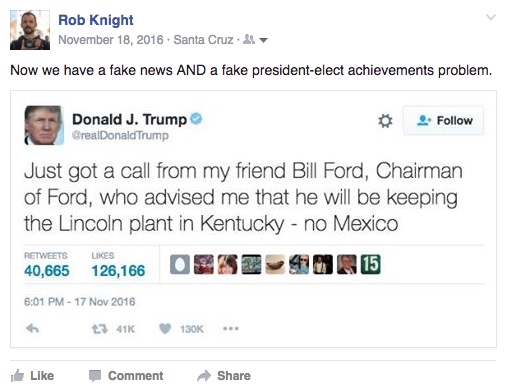 Rob Knight
November 18, 2016 · Santa Cruz ·
Now we have a fake news AND a fake president-elect achievements problem.
Donald J. Trump
@realDonaldTrump
Follow
Just got a call from my friend Bill Ford, Chairman
of Ford, who advised me that he will be keeping
the Lincoln plant in Kentucky - no Mexico
RETWEETS LIKES
40,665 126,166
15
6:01 PM - 17 Nov 2016
41K 130K
Like Comment Share